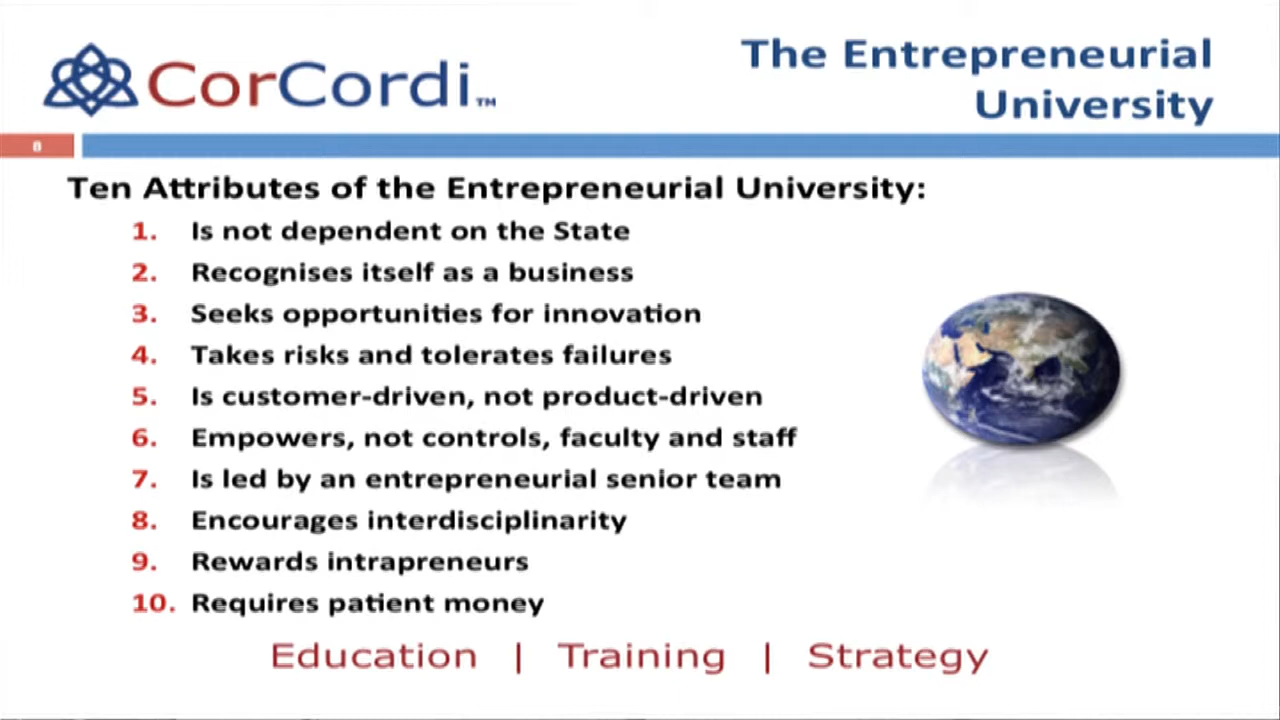 CorCordi™
The Entrepreneurial
University
8
Ten Attributes of the Entrepreneurial University:
1. Is not dependent on the State
2. Recognises itself as a business
3. Seeks opportunities for innovation
4. Takes risks and tolerates failures
5. Is customer-driven, not product-driven
6. Empowers, not controls, faculty and staff
7. Is led by an entrepreneurial senior team
8. Encourages interdisciplinarity
9. Rewards intrapreneurs
10. Requires patient money
Education | Training | Strategy